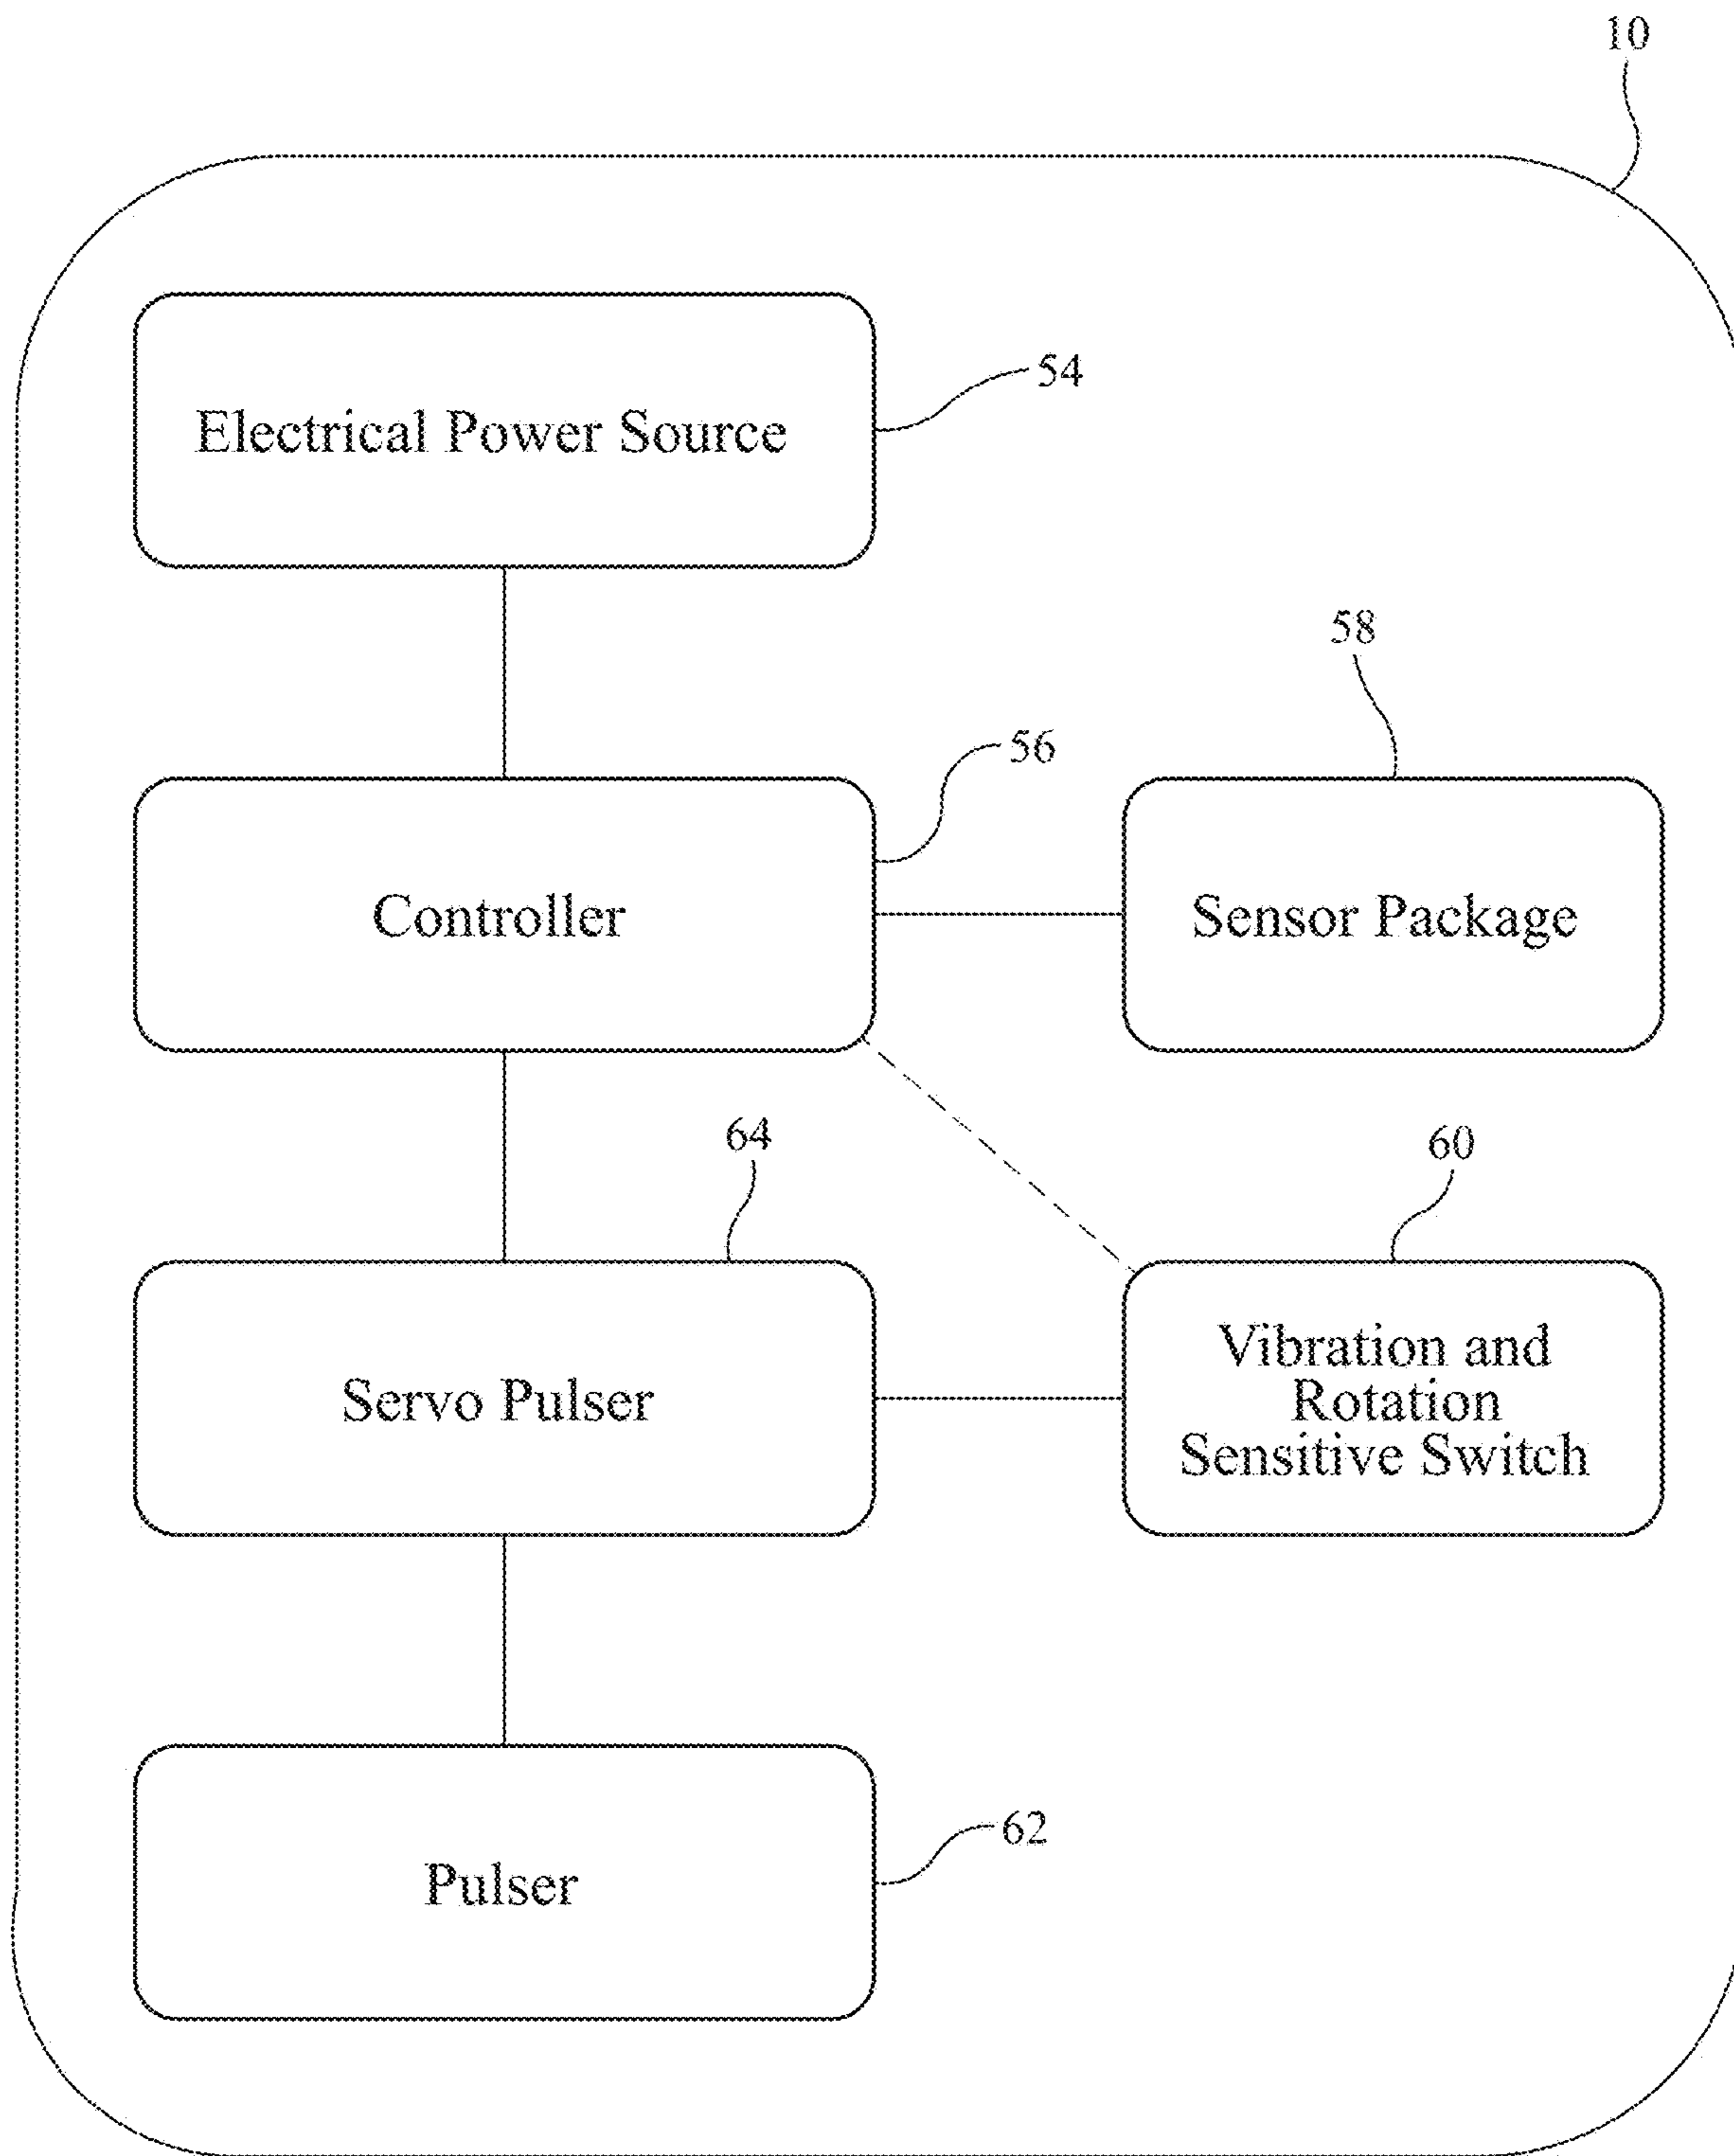 10
Electrical Power Source
54
58
56
Controller
Sensor Package
64
60
Vibration and
Rotation
Sensitive Switch
Servo Pulser
62
Pulser